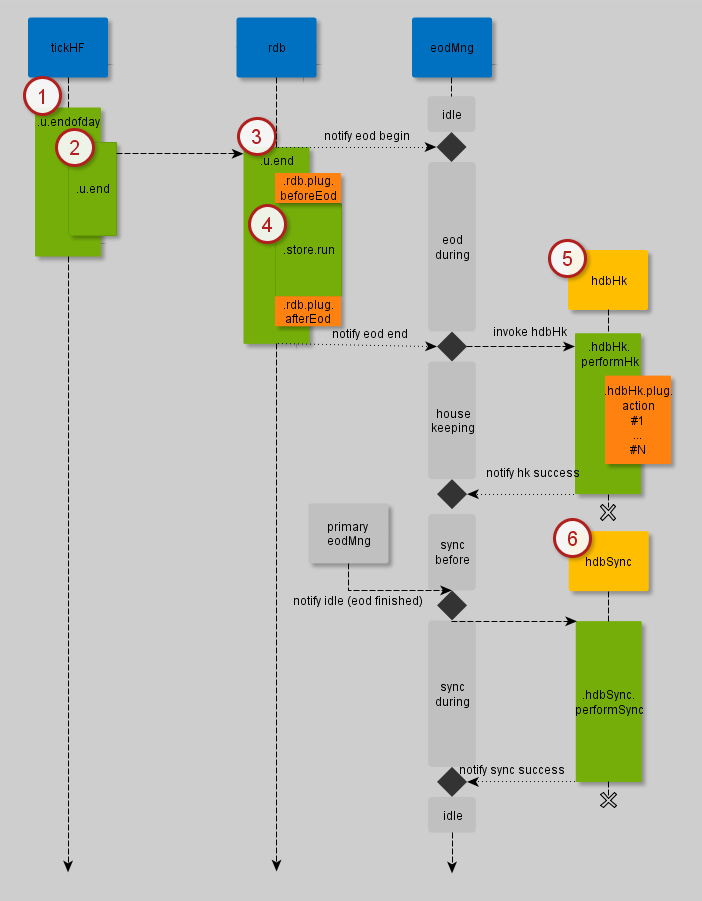 tickHF
rdb
eodMng
1
.u.endofday
idle
2
3
notify eod begin
.u.end
.u.end
.rdb.plug.
beforeEod
4
.store.run
eod
during
5
hdbHk
.rdb.plug.
afterEod
notify eod end
invoke hdbHk
.hdbHk.
performHk
.hdbHk.plug.
action
#1
...
#N
house
keeping
notify hk success
primary
eodMng
sync
before
6
hdbSync
notify idle (eod finished)
sync
during
.hdbSync.
performSync
notify sync success
idle